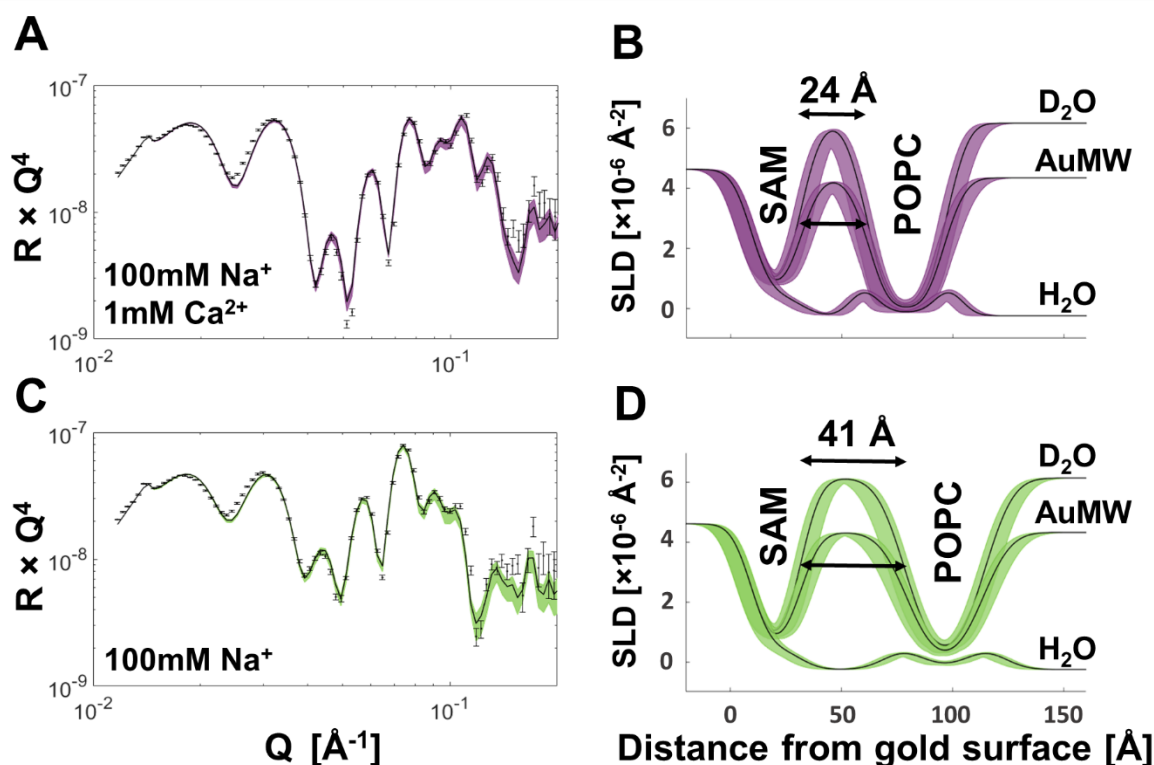 A
10⁻⁷
10⁻⁸
10⁻⁹
R × Q⁴
100mM Na⁺
1mM Ca²⁺
10⁻²
10⁻¹
B
24 Å
D₂O
AuMW
H₂O
SAM
POPC
6
4
2
0
SLD [×10⁻⁶ Å⁻²]
C
10⁻⁷
10⁻⁸
10⁻⁹
R × Q⁴
100mM Na⁺
10⁻²
10⁻¹
Q [Å⁻¹]
D
41 Å
D₂O
AuMW
H₂O
SAM
POPC
6
4
2
0
SLD [×10⁻⁶ Å⁻²]
0 50 100 150
Distance from gold surface [Å]